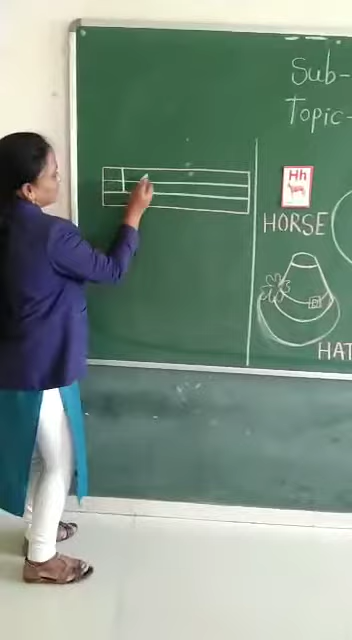 Sub-
Topic-
Hh
HORSE
HAT